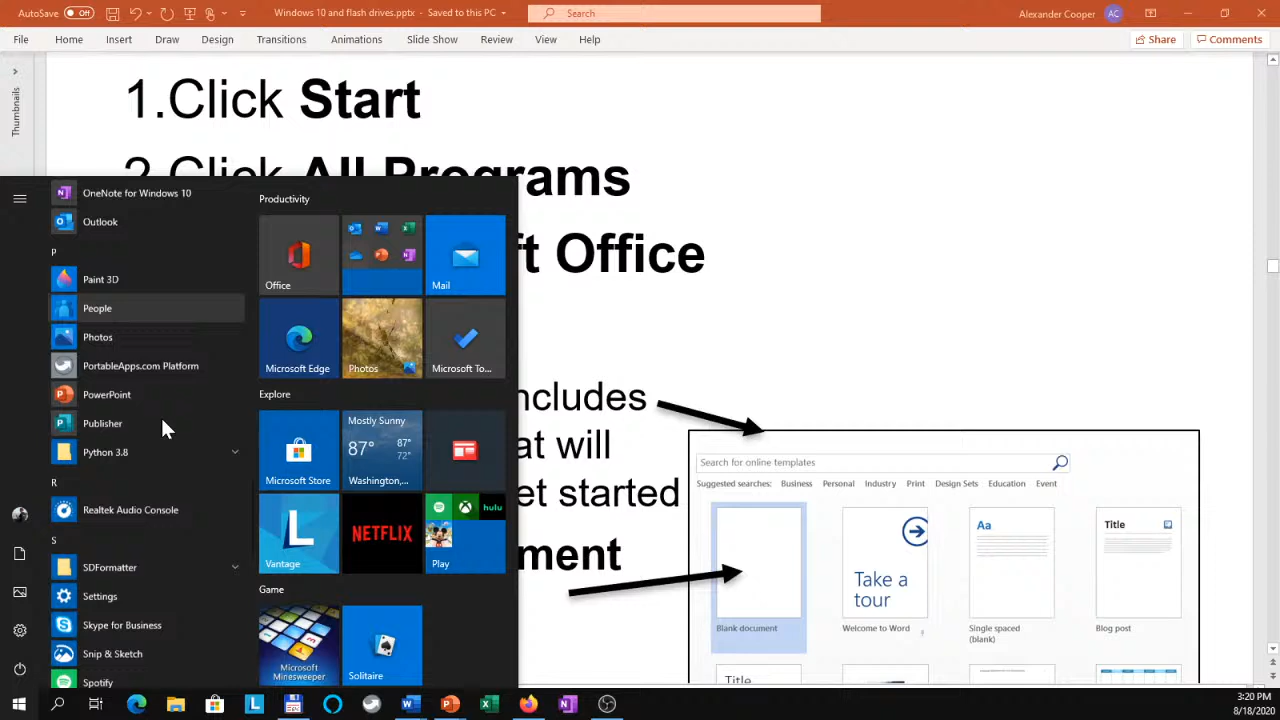 AutoSave Off
Windows 10 and flash drives.pptx - Saved to this PC
Search
Alexander Cooper AC
File Home Insert Draw Design Transitions Animations Slide Show Review View Help
Share Comments
Thumbnails
1.Click Start
2.Click All Programs
ft Office
ncludes
at will
et started
ment
OneNote for Windows 10
Outlook
P
Paint 3D
People
Photos
PortableApps.com Platform
PowerPoint
Publisher
Python 3.8
R
Realtek Audio Console
S
SDFormatter
Settings
Skype for Business
Snip & Sketch
Spotify
Productivity
Office
Mail
Microsoft Edge
Photos
Microsoft To...
Explore
Microsoft Store
Mostly Sunny
87° 87°
72°
Washington,...
L
Vantage
NETFLIX
hulu
Play
Game
Microsoft
Minesweeper
Solitaire
Search for online templates
Suggested searches: Business Personal Industry Print Design Sets Education Event
Blank document
Take a
tour
Welcome to Word
Aa
Single spaced
(blank)
Title
Blog post
Title
3:20 PM
8/18/2020